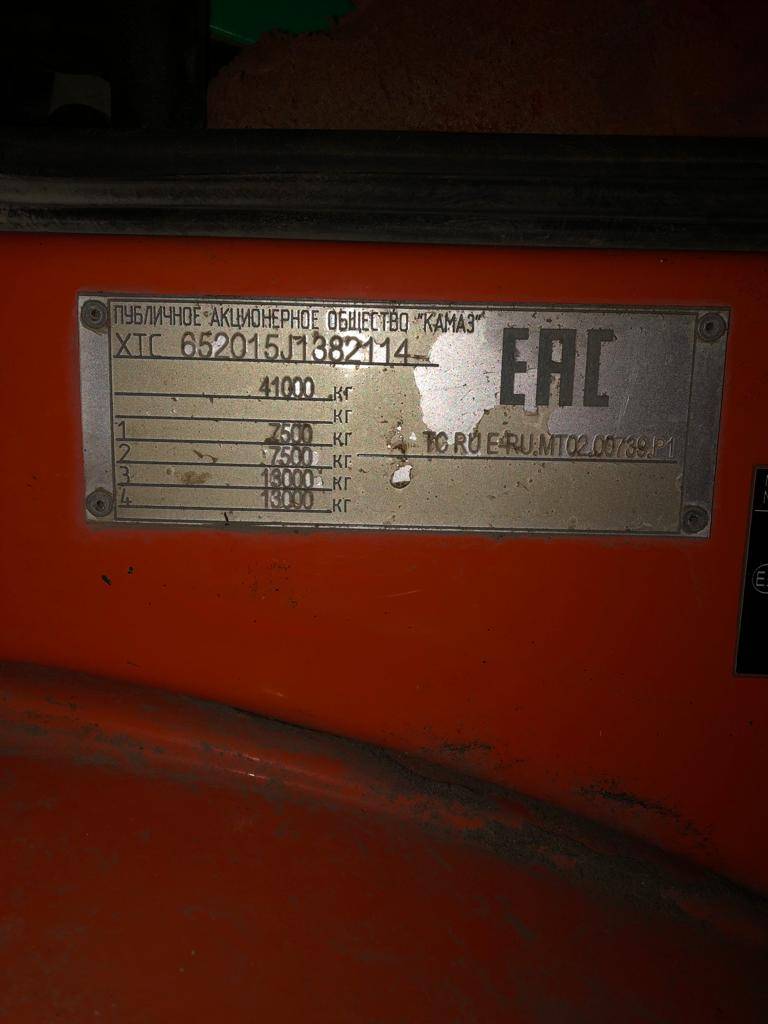 ПУБЛИЧНОЕ АКЦИОНЕРНОЕ ОБЩЕСТВО "КАМАЗ"
XTC 652015J1382114
EAC
41000 кг
кг
1 7500 кг
TC RU E-RU.MT02.00739.P1
2 7500 кг
3 13000 кг
4 13000 кг